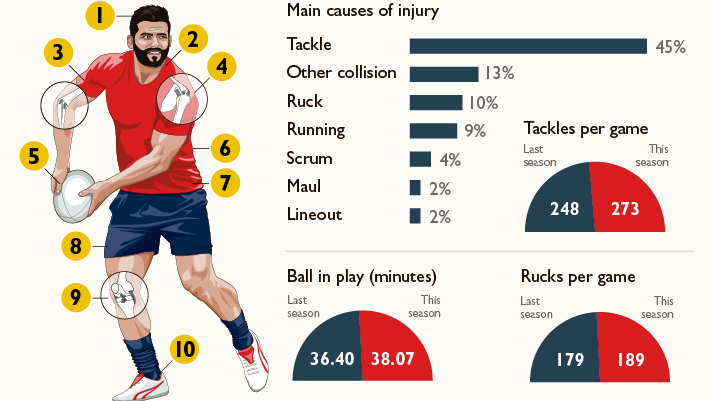 1
2
3
4
5
6
7
8
9
10
Main causes of injury
Tackle 45%
Other collision 13%
Ruck 10%
Running 9%
Scrum 4%
Maul 2%
Lineout 2%
Tackles per game
Last season
This season
248 273
Ball in play (minutes)
Last season
This season
36.40 38.07
Rucks per game
Last season
This season
179 189